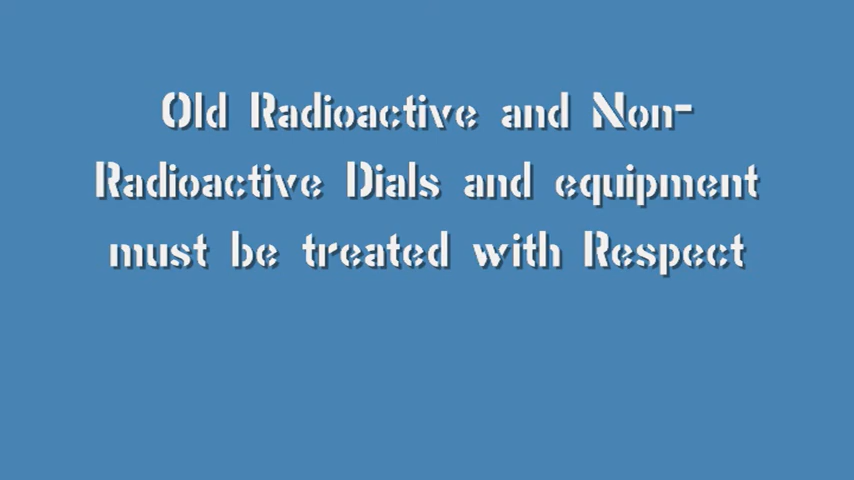 Old Radioactive and Non-
Radioactive Dials and equipment
must be treated with Respect